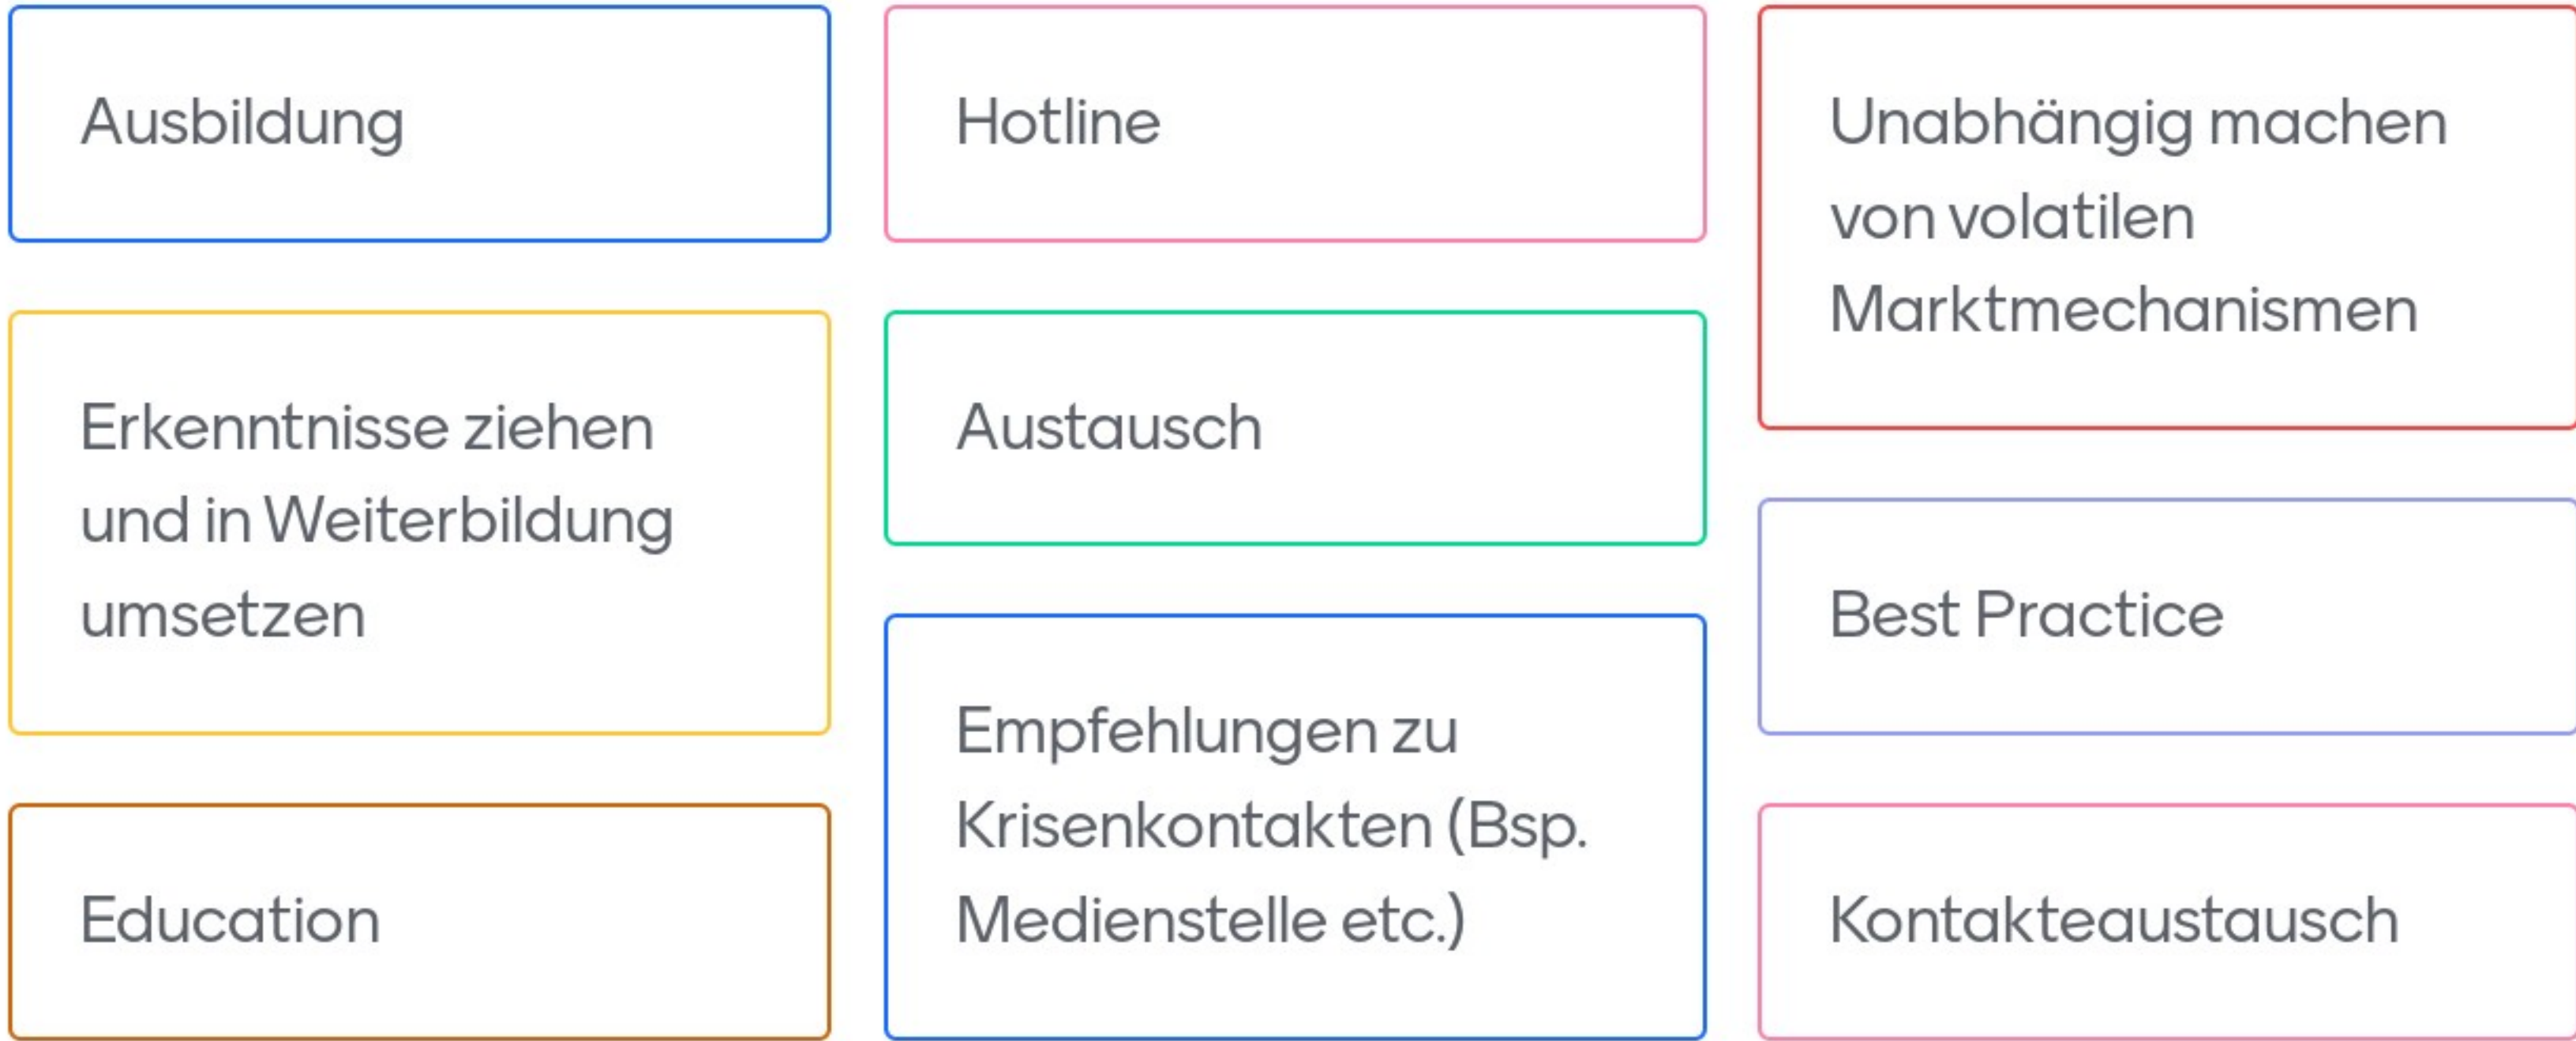 Ausbildung
Erkenntnisse ziehen
und in Weiterbildung
umsetzen
Education
Hotline
Austausch
Empfehlungen zu
Krisenkontakten (Bsp.
Medienstelle etc.)
Unabhängig machen
von volatilen
Marktmechanismen
Best Practice
Kontakteaustausch